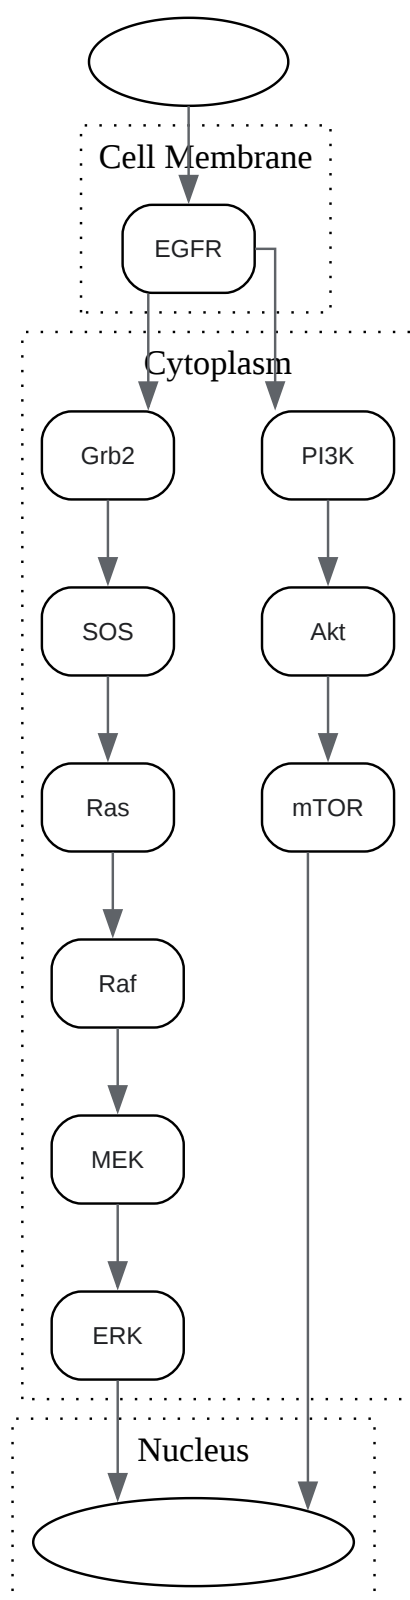 Cell Membrane
EGFR
Cytoplasm
Grb2
PI3K
SOS
Akt
Ras
mTOR
Raf
MEK
ERK
Nucleus